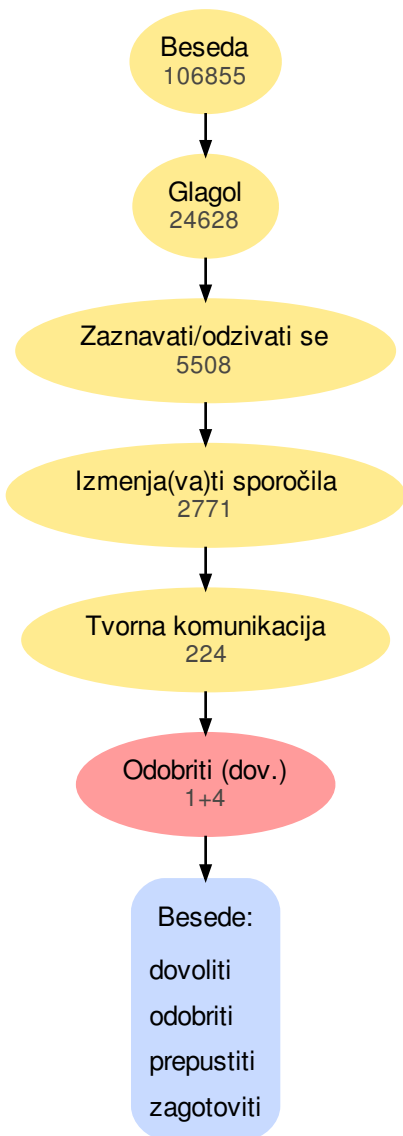 Beseda
106855
Glagol
24628
Zaznavati/odzivati se
5508
Izmenja(va)ti sporočila
2771
Tvorna komunikacija
224
Odobriti (dov.)
1+4
Besede:
dovoliti
odobriti
prepustiti
zagotoviti